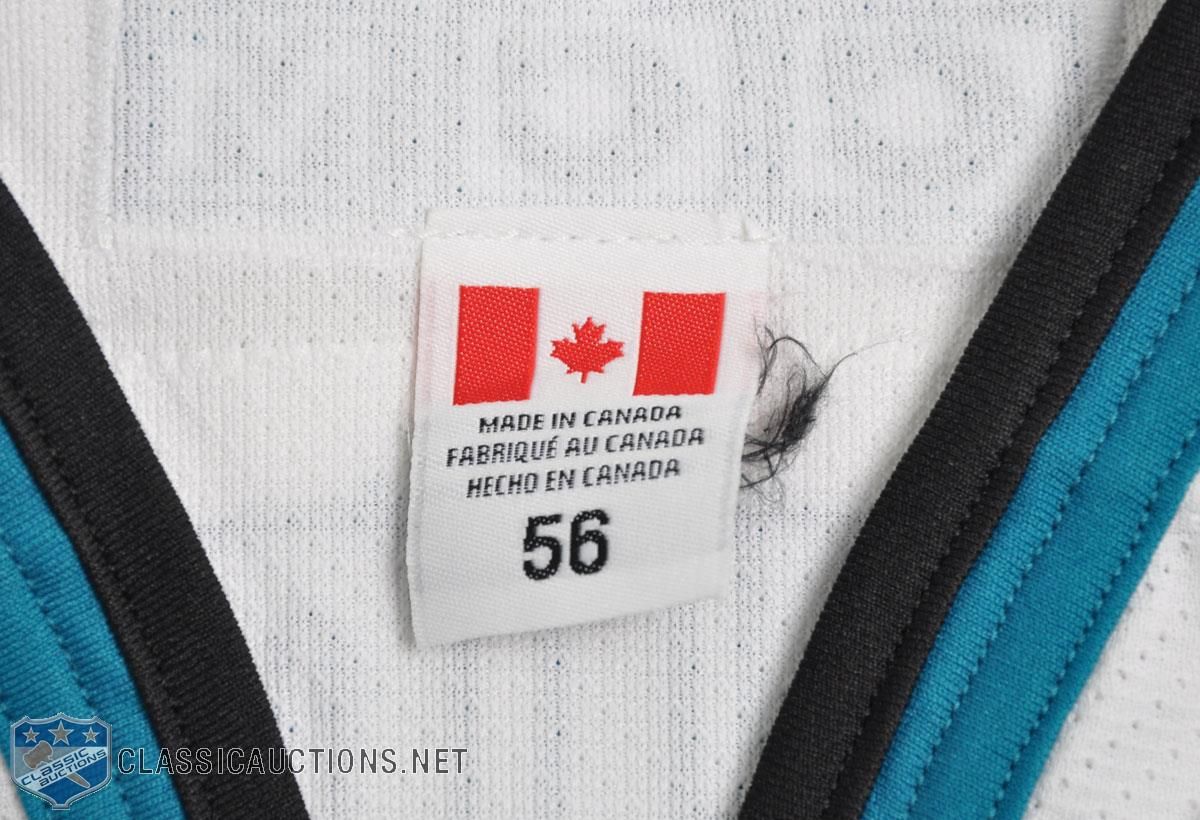 MADE IN CANADA
FABRIQUÉ AU CANADA
HECHO EN CANADA
56
CLASSIC
AUCTIONS
CLASSICAUCTIONS.NET